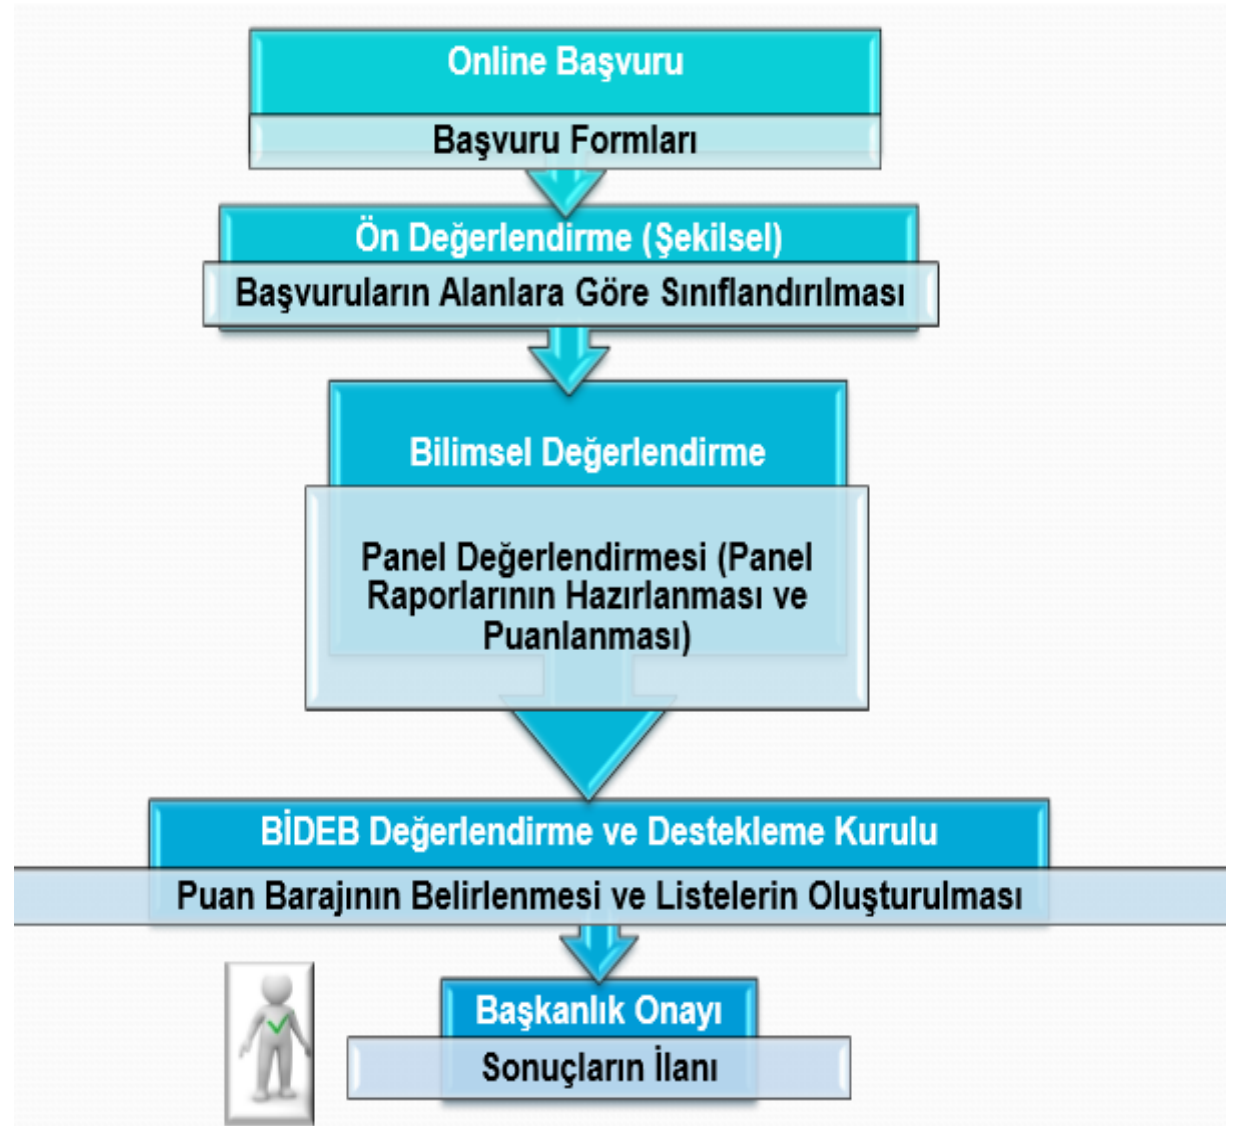 Online Başvuru
Başvuru Formları
Ön Değerlendirme (Şekilsel)
Başvuruların Alanlara Göre Sınıflandırılması
Bilimsel Değerlendirme
Panel Değerlendirmesi (Panel
Raporlarının Hazırlanması ve
Puanlanması)
BİDEB Değerlendirme ve Destekleme Kurulu
Puan Barajının Belirlenmesi ve Listelerin Oluşturulması
Başkanlık Onayı
Sonuçların İlanı